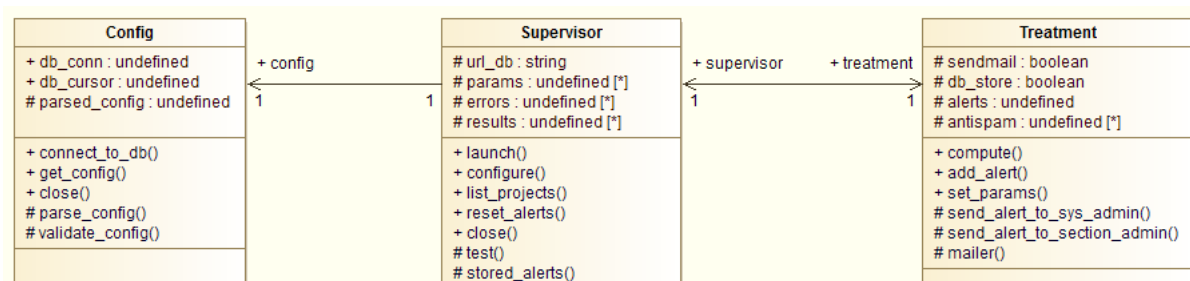 Config
+ db_conn : undefined
+ db_cursor : undefined
# parsed_config : undefined
+ connect_to_db()
+ get_config()
+ close()
# parse_config()
# validate_config()
+ config
1
1
Supervisor
# url_db : string
# params : undefined [*]
# errors : undefined [*]
# results : undefined [*]
+ launch()
+ configure()
+ list_projects()
+ reset_alerts()
+ close()
# test()
# stored_alerts()
+ supervisor
+ treatment
1
1
Treatment
# sendmail : boolean
# db_store : boolean
# alerts : undefined
# antispam : undefined [*]
+ compute()
+ add_alert()
+ set_params()
# send_alert_to_sys_admin()
# send_alert_to_section_admin()
# mailer()